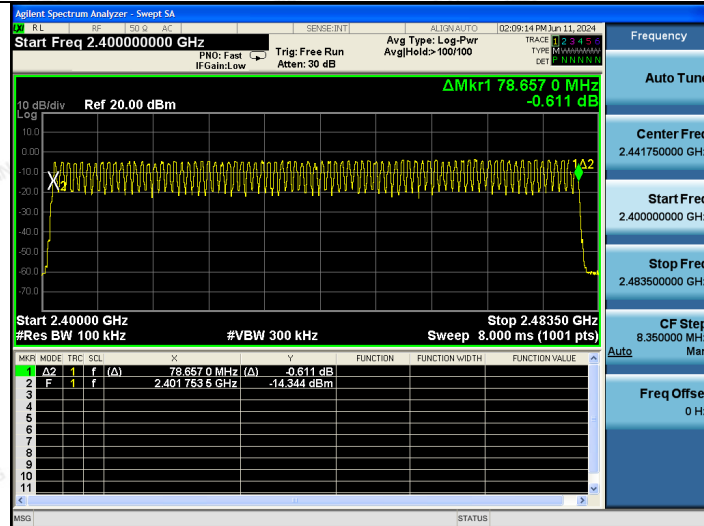 Agilent Spectrum Analyzer - Swept SA
LXI RL RF 50 Ω AC SENSE:INT ALIGNAUTO 02:09:14 PM Jun 11, 2024
Start Freq 2.400000000 GHz
PNO: Fast
IFGain:Low
Trig: Free Run
Atten: 30 dB
Avg Type: Log-Pwr
Avg|Hold:>100/100
TRACE 1 2 3 4 5 6
TYPE M
DET P N N N N N
ΔMkr1 78.657 0 MHz
-0.611 dB
10 dB/div Ref 20.00 dBm
Log
10.0
0.00
-10.0
-20.0
-30.0
-40.0
-50.0
-60.0
-70.0
X2
1Δ2
Start 2.40000 GHz Stop 2.48350 GHz
#Res BW 100 kHz #VBW 300 kHz Sweep 8.000 ms (1001 pts)
MKR MODE TRC SCL X Y FUNCTION FUNCTION WIDTH FUNCTION VALUE
1 Δ2 1 f (Δ) 78.657 0 MHz (Δ) -0.611 dB
2 F 1 f 2.401 753 5 GHz -14.344 dBm
3
4
5
6
7
8
9
10
11
MSG STATUS
Frequency
Auto Tune
Center Freq
2.441750000 GHz
Start Freq
2.400000000 GHz
Stop Freq
2.483500000 GHz
CF Step
8.350000 MHz
Auto Man
Freq Offset
0 Hz